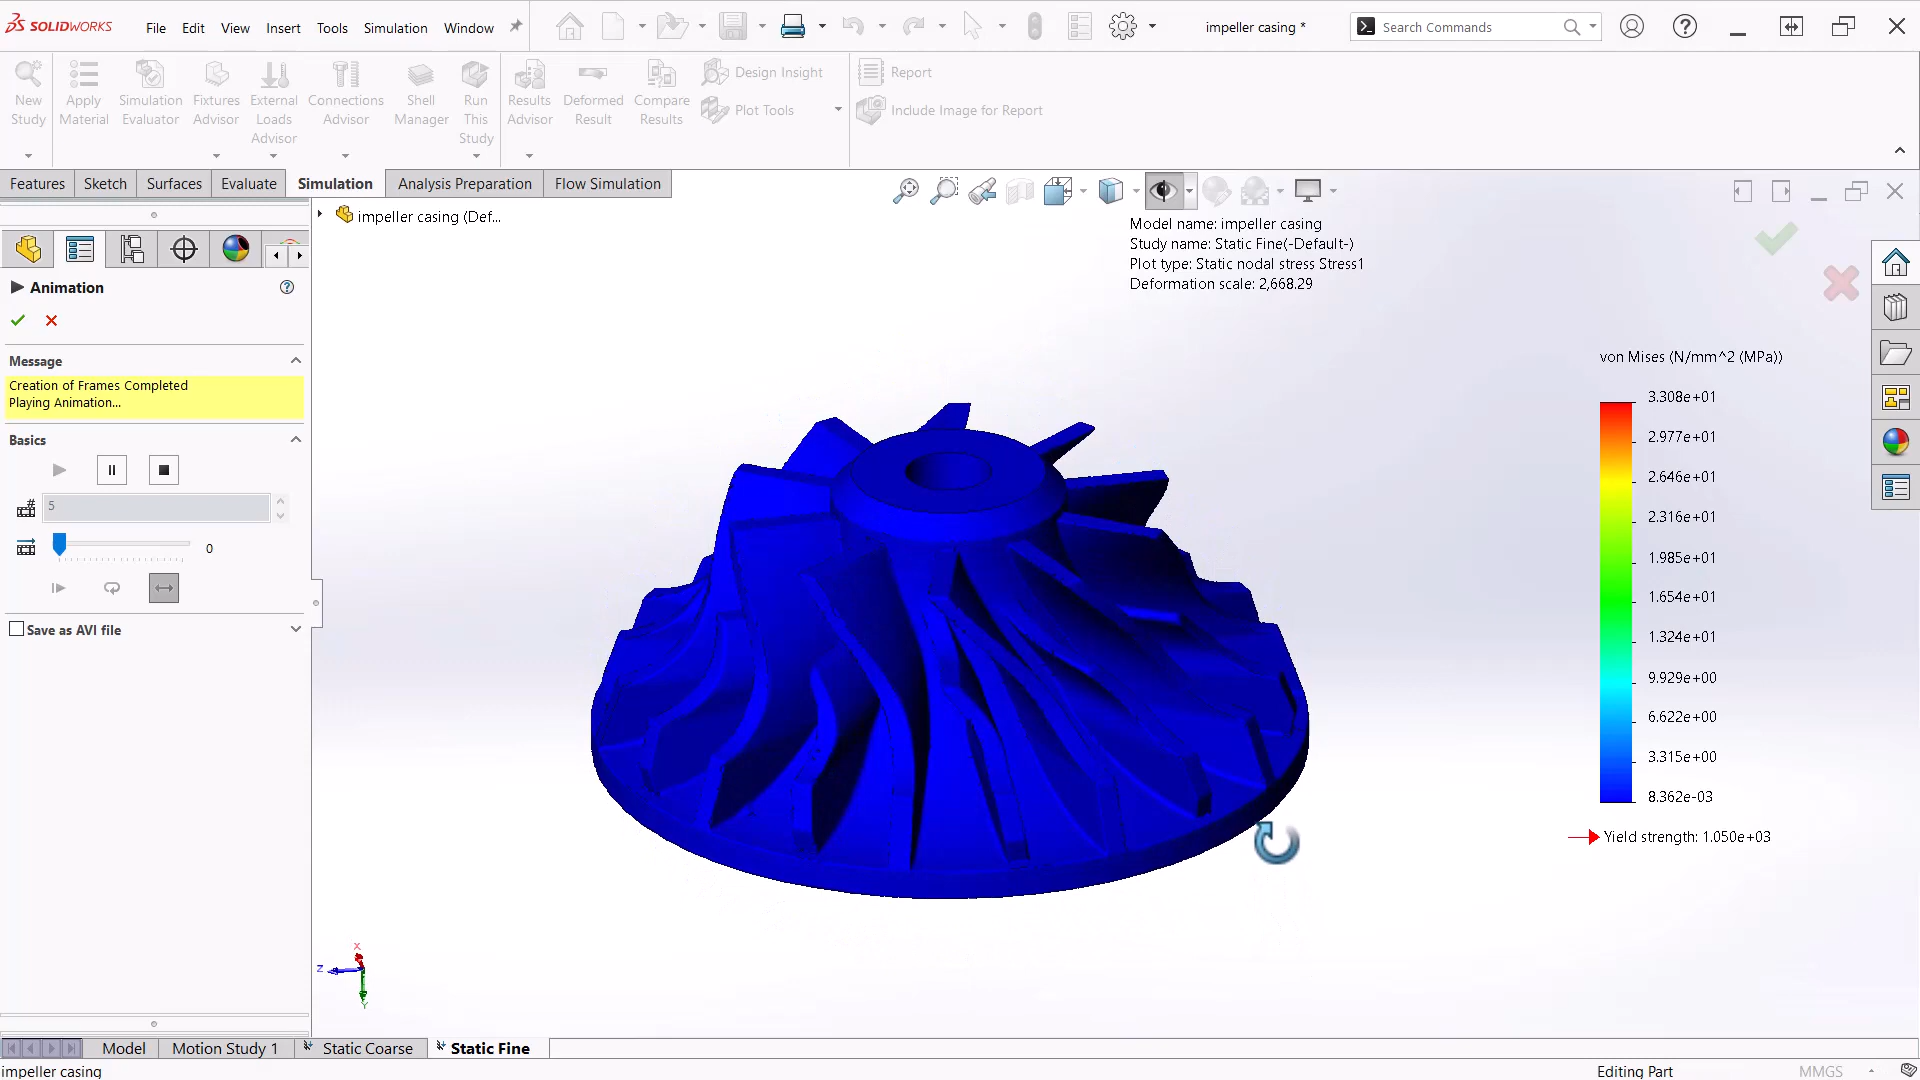 SOLIDWORKS File Edit View Insert Tools Simulation Window impeller casing * Search Commands
New Study
Apply Material
Simulation Evaluator
Fixtures Advisor
External Loads Advisor
Connections Advisor
Shell Manager
Run This Study
Results Advisor
Deformed Result
Compare Results
Design Insight
Plot Tools
Report
Include Image for Report
Features Sketch Surfaces Evaluate Simulation Analysis Preparation Flow Simulation
impeller casing (Def...
Model name: impeller casing
Study name: Static Fine(-Default-)
Plot type: Static nodal stress Stress1
Deformation scale: 2,668.29
Animation
Message
Creation of Frames Completed
Playing Animation...
Basics
5
0
Save as AVI file
von Mises (N/mm^2 (MPa))
3.308e+01
2.977e+01
2.646e+01
2.316e+01
1.985e+01
1.654e+01
1.324e+01
9.929e+00
6.622e+00
3.315e+00
8.362e-03
Yield strength: 1.050e+03
X
Z
Y
Model Motion Study 1 Static Coarse Static Fine
impeller casing Editing Part MMGS